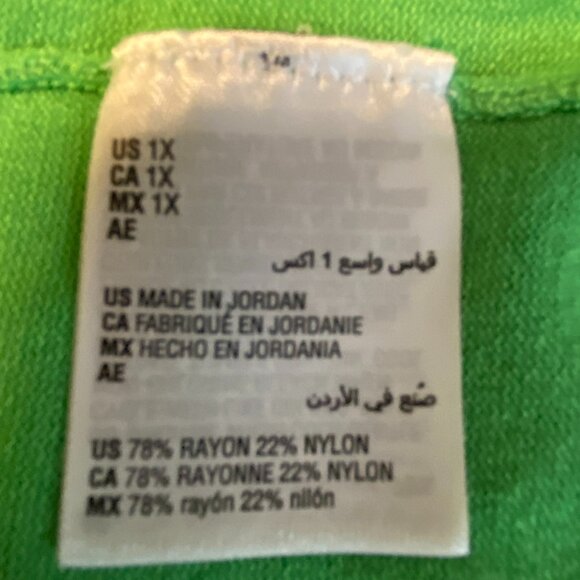 US 1X
CA 1X
MX 1X
AE
قياس واسع 1 اكس
US MADE IN JORDAN
CA FABRIQUÉ EN JORDANIE
MX HECHO EN JORDANIA
AE
صُنع في الأردن
US 78% RAYON 22% NYLON
CA 78% RAYONNE 22% NYLON
MX 78% rayón 22% nilón